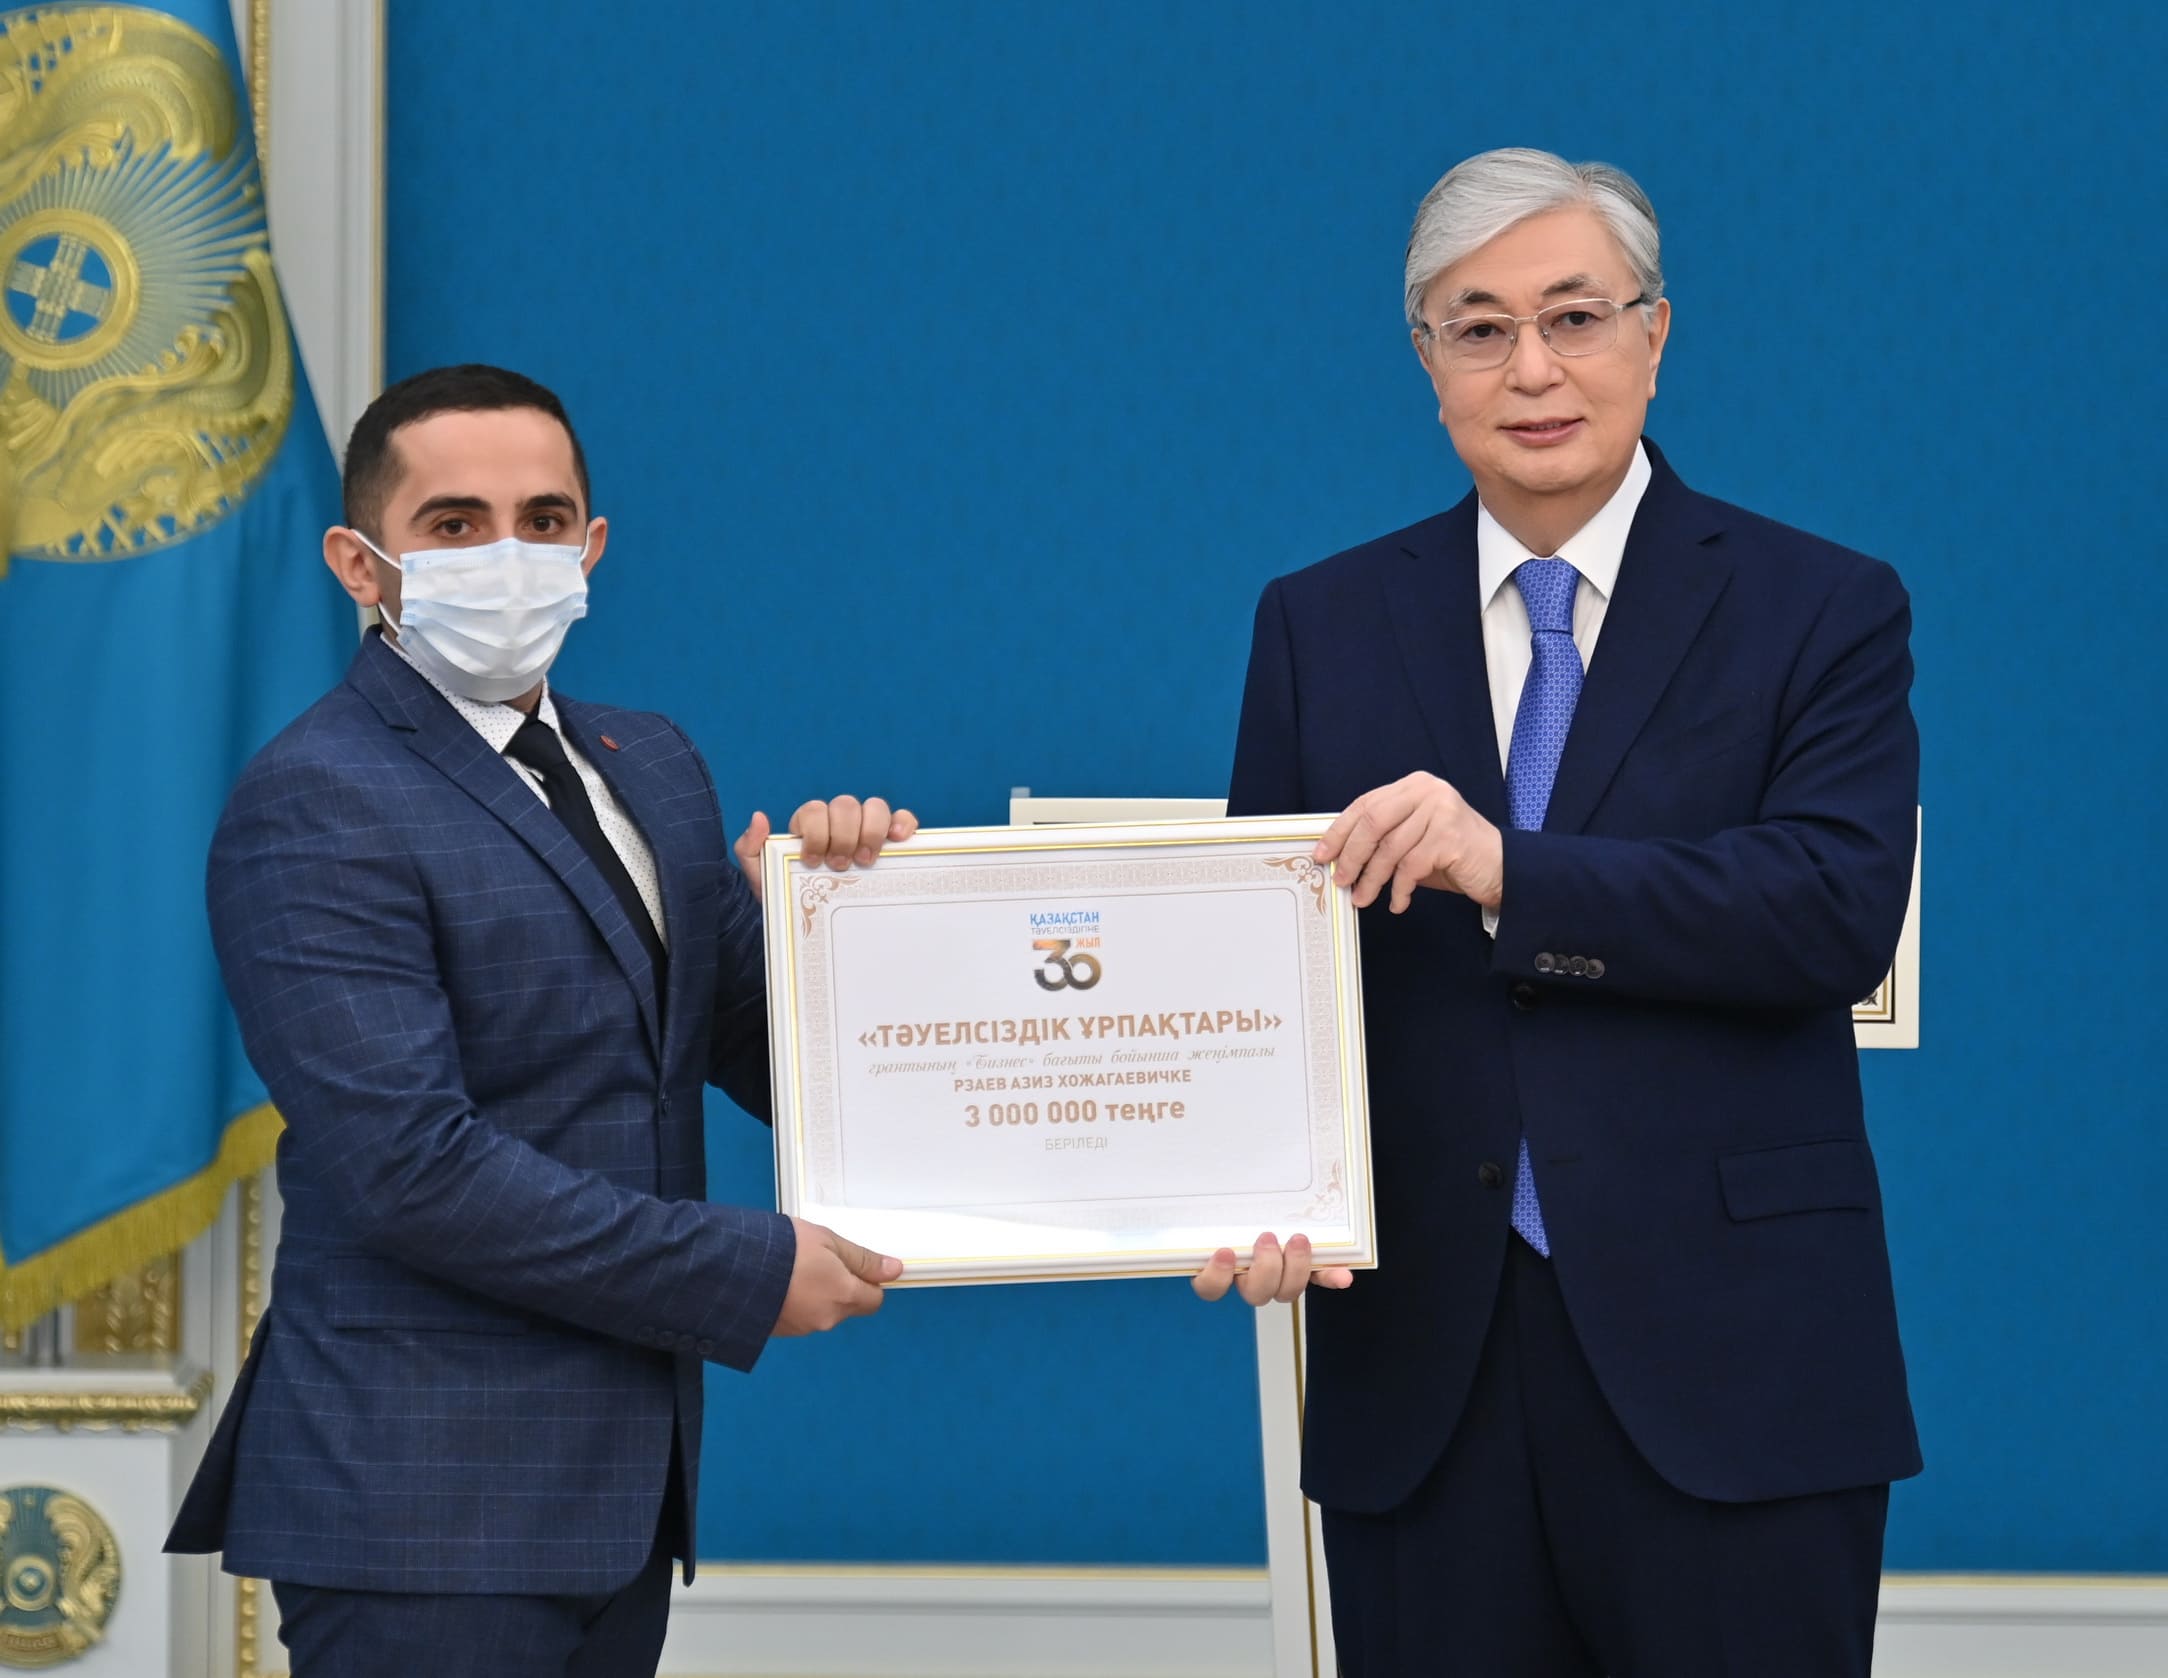 ҚАЗАҚСТАН
ТӘУЕЛСІЗДІГІНЕ
30 ЖЫЛ
«ТӘУЕЛСІЗДІК ҰРПАҚТАРЫ»
грантының «Бизнес» бағыты бойынша жеңімпазы
РЗАЕВ АЗИЗ ХОЖАГАЕВИЧКЕ
3 000 000 теңге
БЕРІЛЕДІ